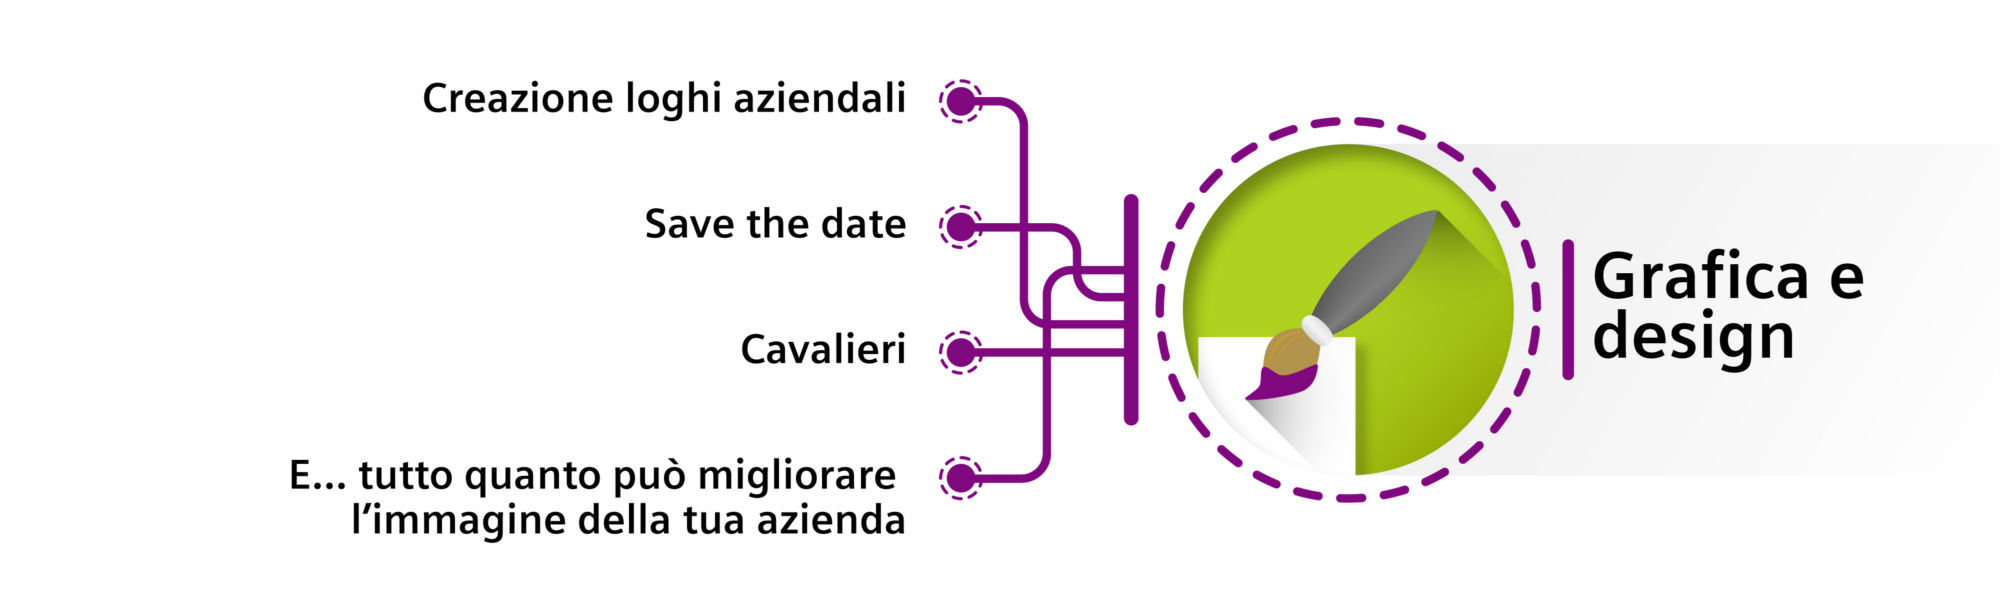 Creazione loghi aziendali
Save the date
Cavalieri
E... tutto quanto può migliorare
l'immagine della tua azienda
Grafica e
design